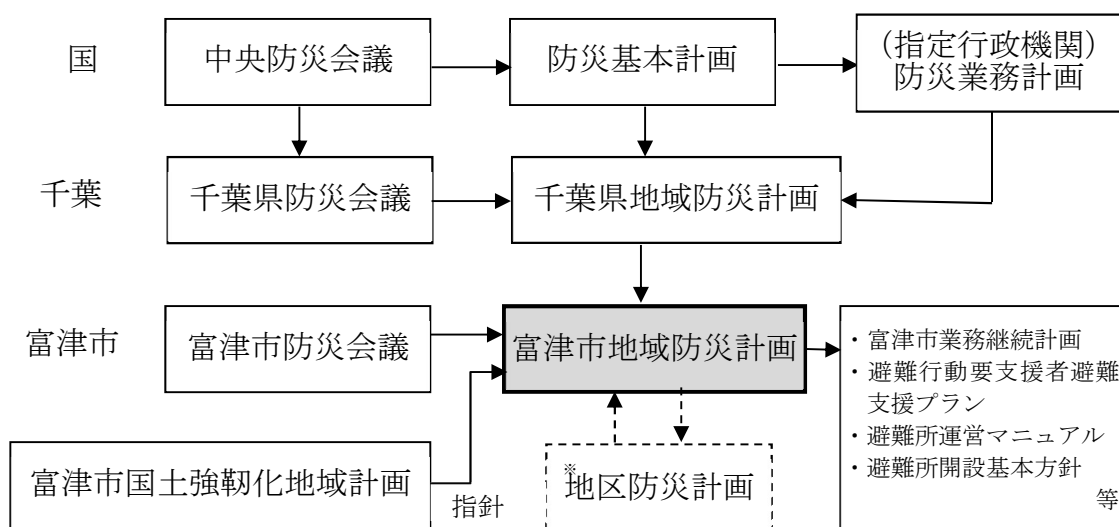 国
中央防災会議
防災基本計画
(指定行政機関)
防災業務計画
千葉
千葉県防災会議
千葉県地域防災計画
富津市
富津市防災会議
富津市地域防災計画
・富津市業務継続計画
・避難行動要支援者避難
支援プラン
・避難所運営マニュアル
・避難所開設基本方針
等
富津市国土強靱化地域計画
指針
※地区防災計画